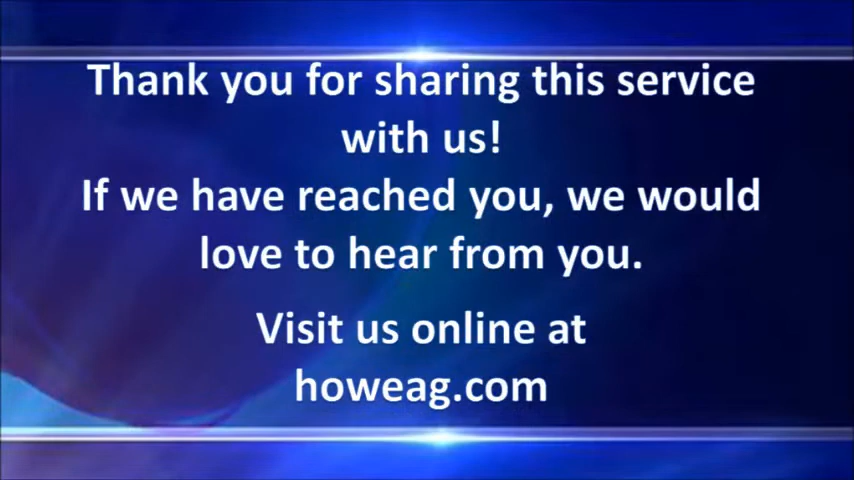 Thank you for sharing this service
with us!
If we have reached you, we would
love to hear from you.
Visit us online at
howeag.com